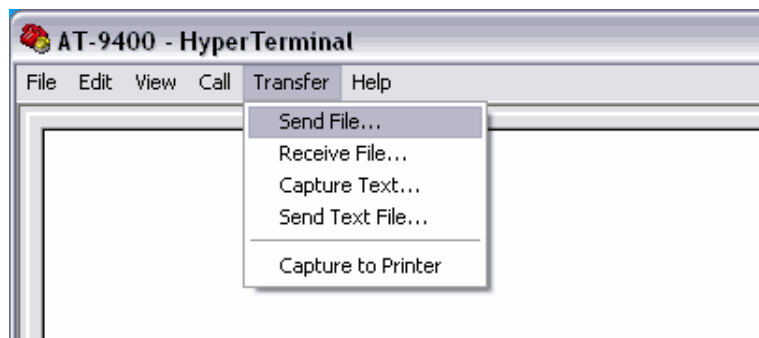 AT-9400 - HyperTerminal
File Edit View Call Transfer Help
Send File...
Receive File...
Capture Text...
Send Text File...
Capture to Printer